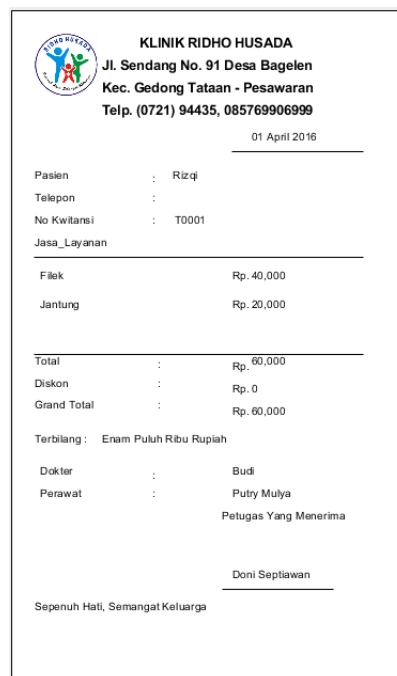 RIDHO HUSADA
KLINIK RIDHO HUSADA
Jl. Sendang No. 91 Desa Bagelen
Kec. Gedong Tataan - Pesawaran
Telp. (0721) 94435, 085769906999
01 April 2016
Pasien : Rizqi
Telepon :
No Kwitansi : T0001
Jasa_Layanan
Filek Rp. 40,000
Jantung Rp. 20,000
Total : Rp. 60,000
Diskon : Rp. 0
Grand Total : Rp. 60,000
Terbilang : Enam Puluh Ribu Rupiah
Dokter : Budi
Perawat : Putry Mulya
Petugas Yang Menerima
Doni Septiawan
Sepenuh Hati, Semangat Keluarga